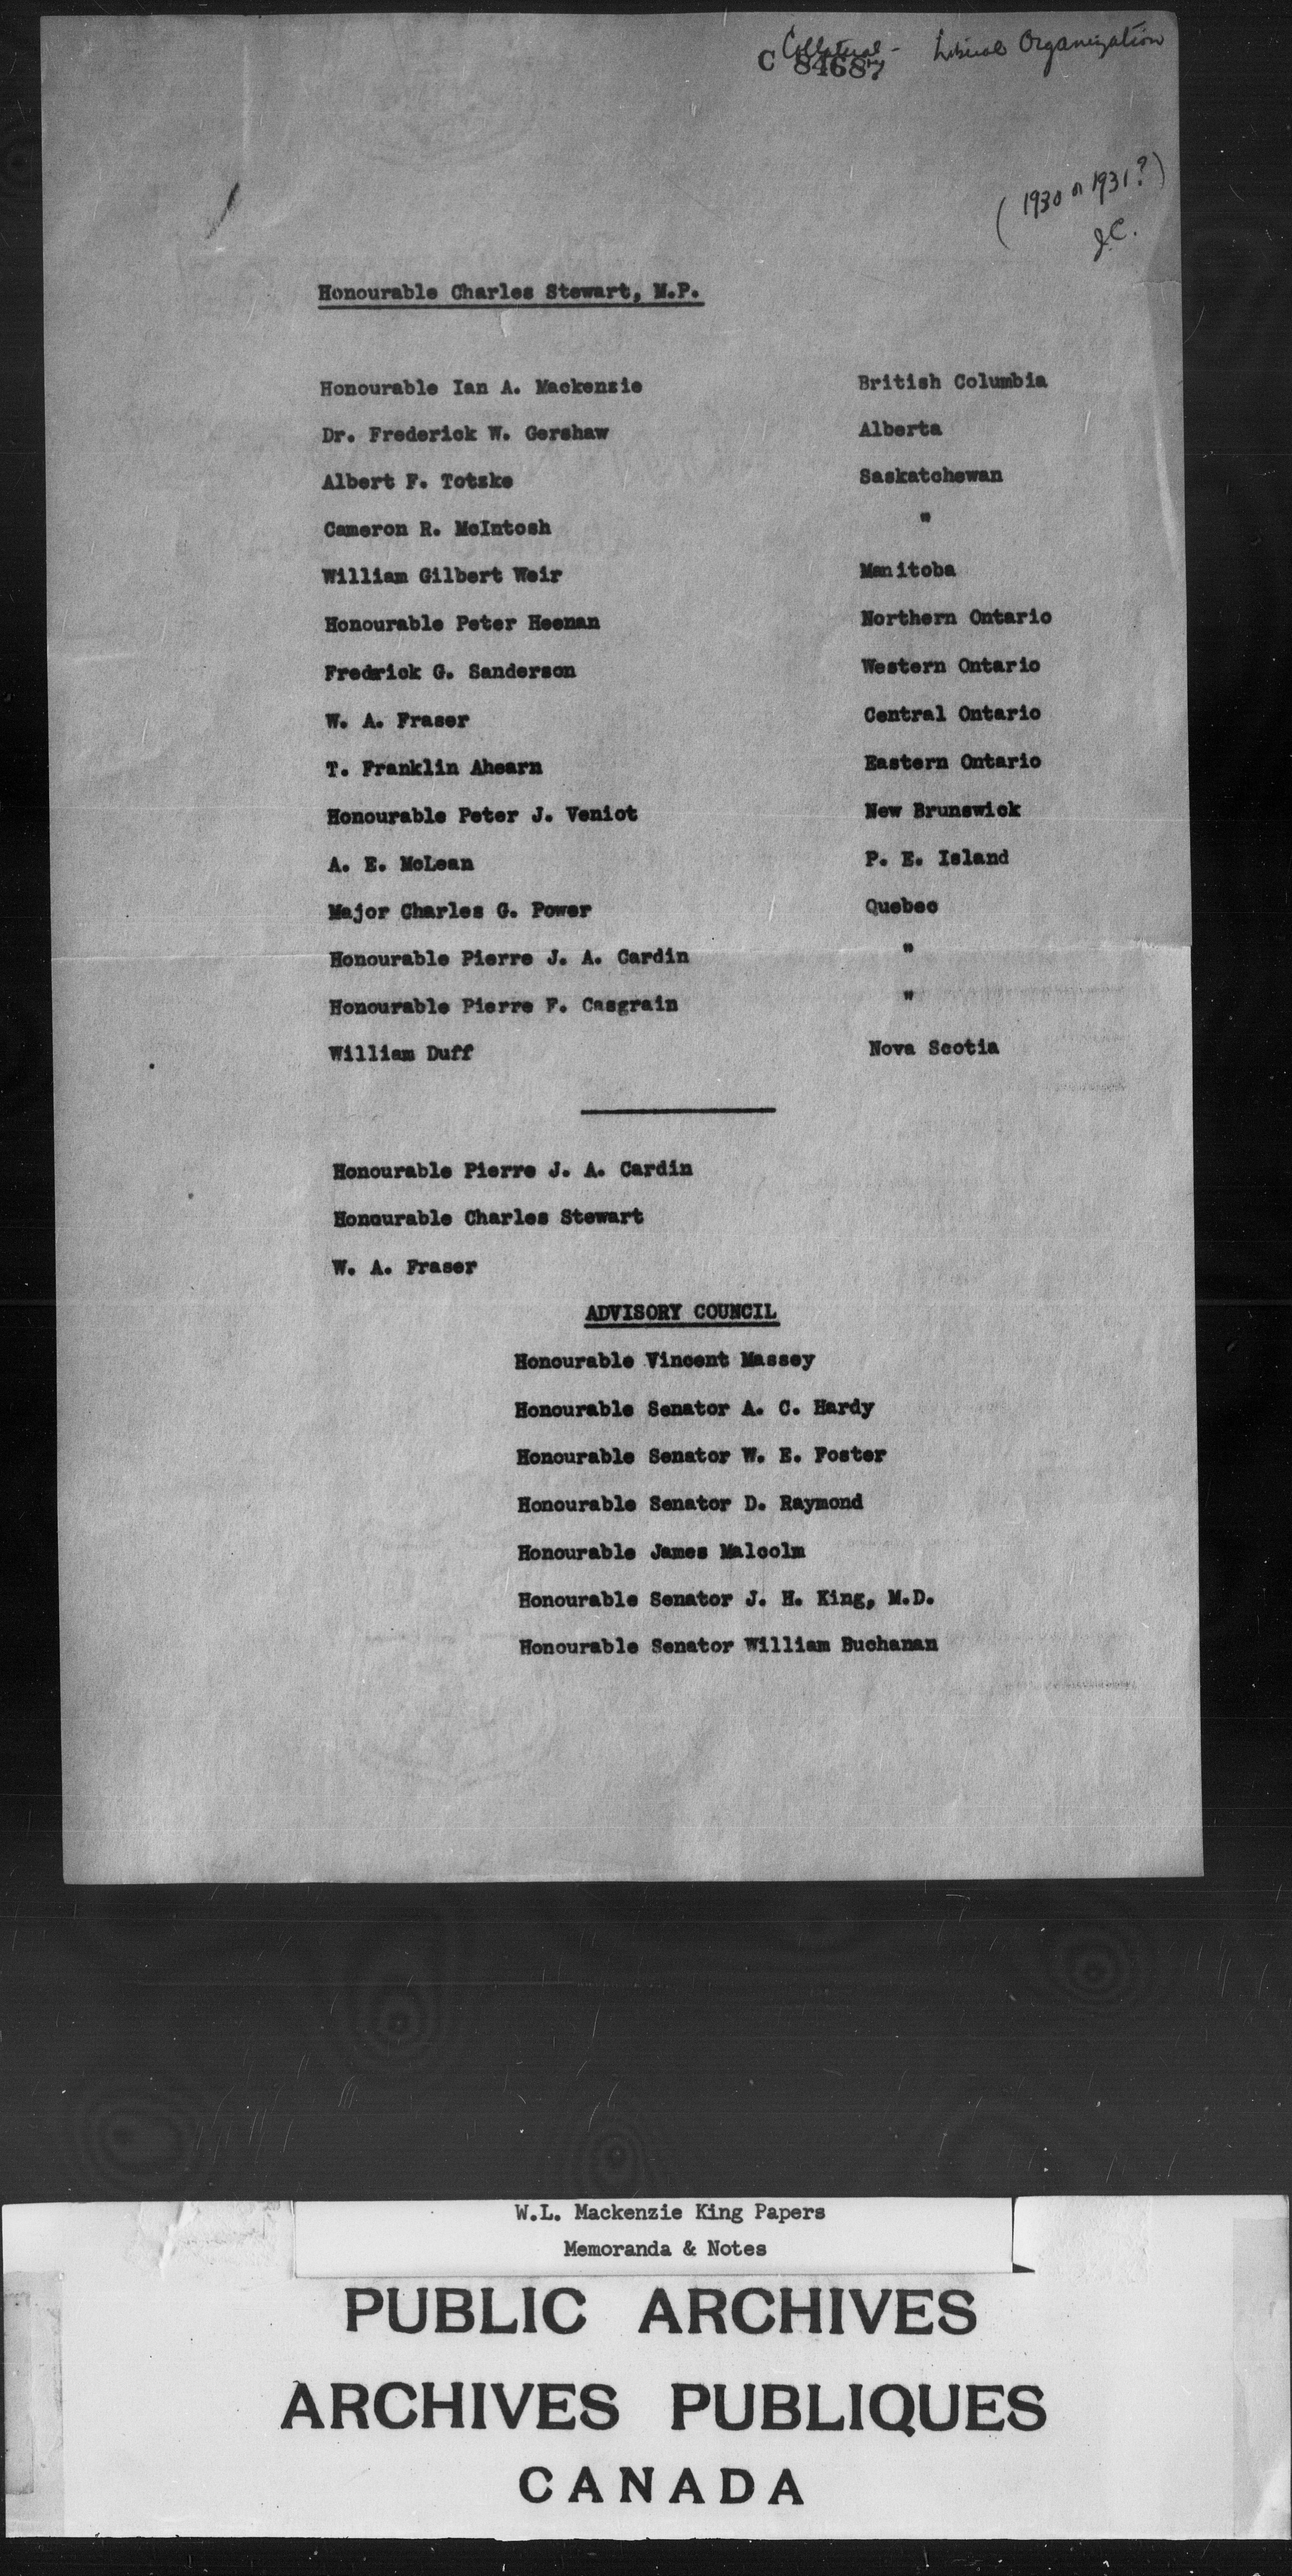 Collateral - Liberal Organization
C 84687
(1930 or 1931?)
J.C.
Honourable Charles Stewart, M.P.
Honourable Ian A. Mackenzie British Columbia
Dr. Frederick W. Gershaw Alberta
Albert F. Totzke Saskatchewan
Cameron R. McIntosh "
William Gilbert Weir Manitoba
Honourable Peter Heenan Northern Ontario
Fredrick G. Sanderson Western Ontario
W. A. Fraser Central Ontario
T. Franklin Ahearn Eastern Ontario
Honourable Peter J. Veniot New Brunswick
A. E. McLean P. E. Island
Major Charles G. Power Quebec
Honourable Pierre J. A. Cardin "
Honourable Pierre F. Casgrain "
William Duff Nova Scotia
Honourable Pierre J. A. Cardin
Honourable Charles Stewart
W. A. Fraser
ADVISORY COUNCIL
Honourable Vincent Massey
Honourable Senator A. C. Hardy
Honourable Senator W. E. Foster
Honourable Senator D. Raymond
Honourable James Malcolm
Honourable Senator J. H. King, M.D.
Honourable Senator William Buchanan
W.L. Mackenzie King Papers
Memoranda & Notes
PUBLIC ARCHIVES
ARCHIVES PUBLIQUES
CANADA